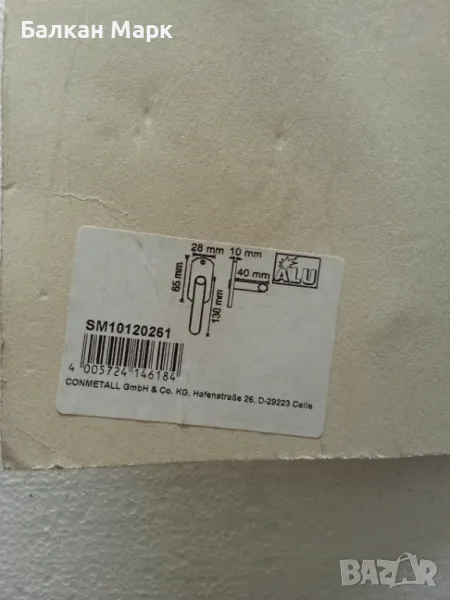 Балкан Марк
28 mm 10 mm
65 mm
130 mm
40 mm
ALU
SM10120261
4 005724 146184
CONMETALL GmbH & Co. KG, Hafenstraße 26, D-29223 Celle
BAZAR